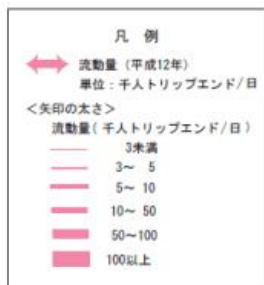 凡 例
流動量（平成12年）
単位：千人トリップエンド/日
＜矢印の太さ＞
流動量（千人トリップエンド/日）
3未満
3～ 5
5～ 10
10～ 50
50～100
100以上